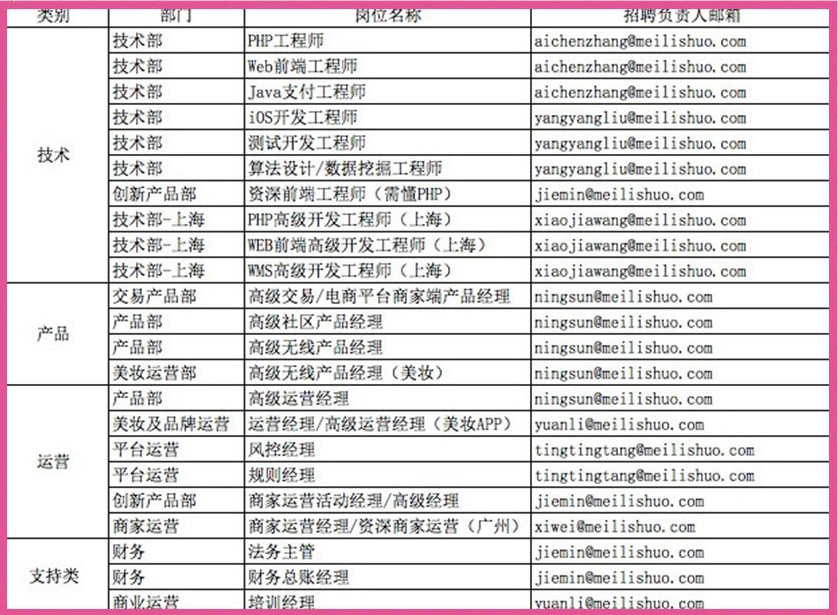 类别 部门 岗位名称 招聘负责人邮箱
技术部 PHP工程师 aichenzhang@meilishuo.com
技术部 Web前端工程师 aichenzhang@meilishuo.com
技术部 Java支付工程师 aichenzhang@meilishuo.com
技术部 iOS开发工程师 yangyangliu@meilishuo.com
技术 技术部 测试开发工程师 yangyangliu@meilishuo.com
技术部 算法设计/数据挖掘工程师 yangyangliu@meilishuo.com
创新产品部 资深前端工程师（需懂PHP） jiemin@meilishuo.com
技术部-上海 PHP高级开发工程师（上海） xiaojiawang@meilishuo.com
技术部-上海 WEB前端高级开发工程师（上海） xiaojiawang@meilishuo.com
技术部-上海 WMS高级开发工程师（上海） xiaojiawang@meilishuo.com
交易产品部 高级交易/电商平台商家端产品经理 ningsun@meilishuo.com
产品 产品部 高级社区产品经理 ningsun@meilishuo.com
产品部 高级无线产品经理 ningsun@meilishuo.com
美妆运营部 高级无线产品经理（美妆） ningsun@meilishuo.com
产品部 高级运营经理 ningsun@meilishuo.com
美妆及品牌运营 运营经理/高级运营经理（美妆APP） yuanli@meilishuo.com
平台运营 风控经理 tingtingtang@meilishuo.com
运营 平台运营 规则经理 tingtingtang@meilishuo.com
创新产品部 商家运营活动经理/高级经理 jiemin@meilishuo.com
商家运营 商家运营经理/资深商家运营（广州） xiwei@meilishuo.com
财务 法务主管 jiemin@meilishuo.com
支持类 财务 财务总账经理 jiemin@meilishuo.com
商业运营 培训经理 yuanli@meilishuo.com